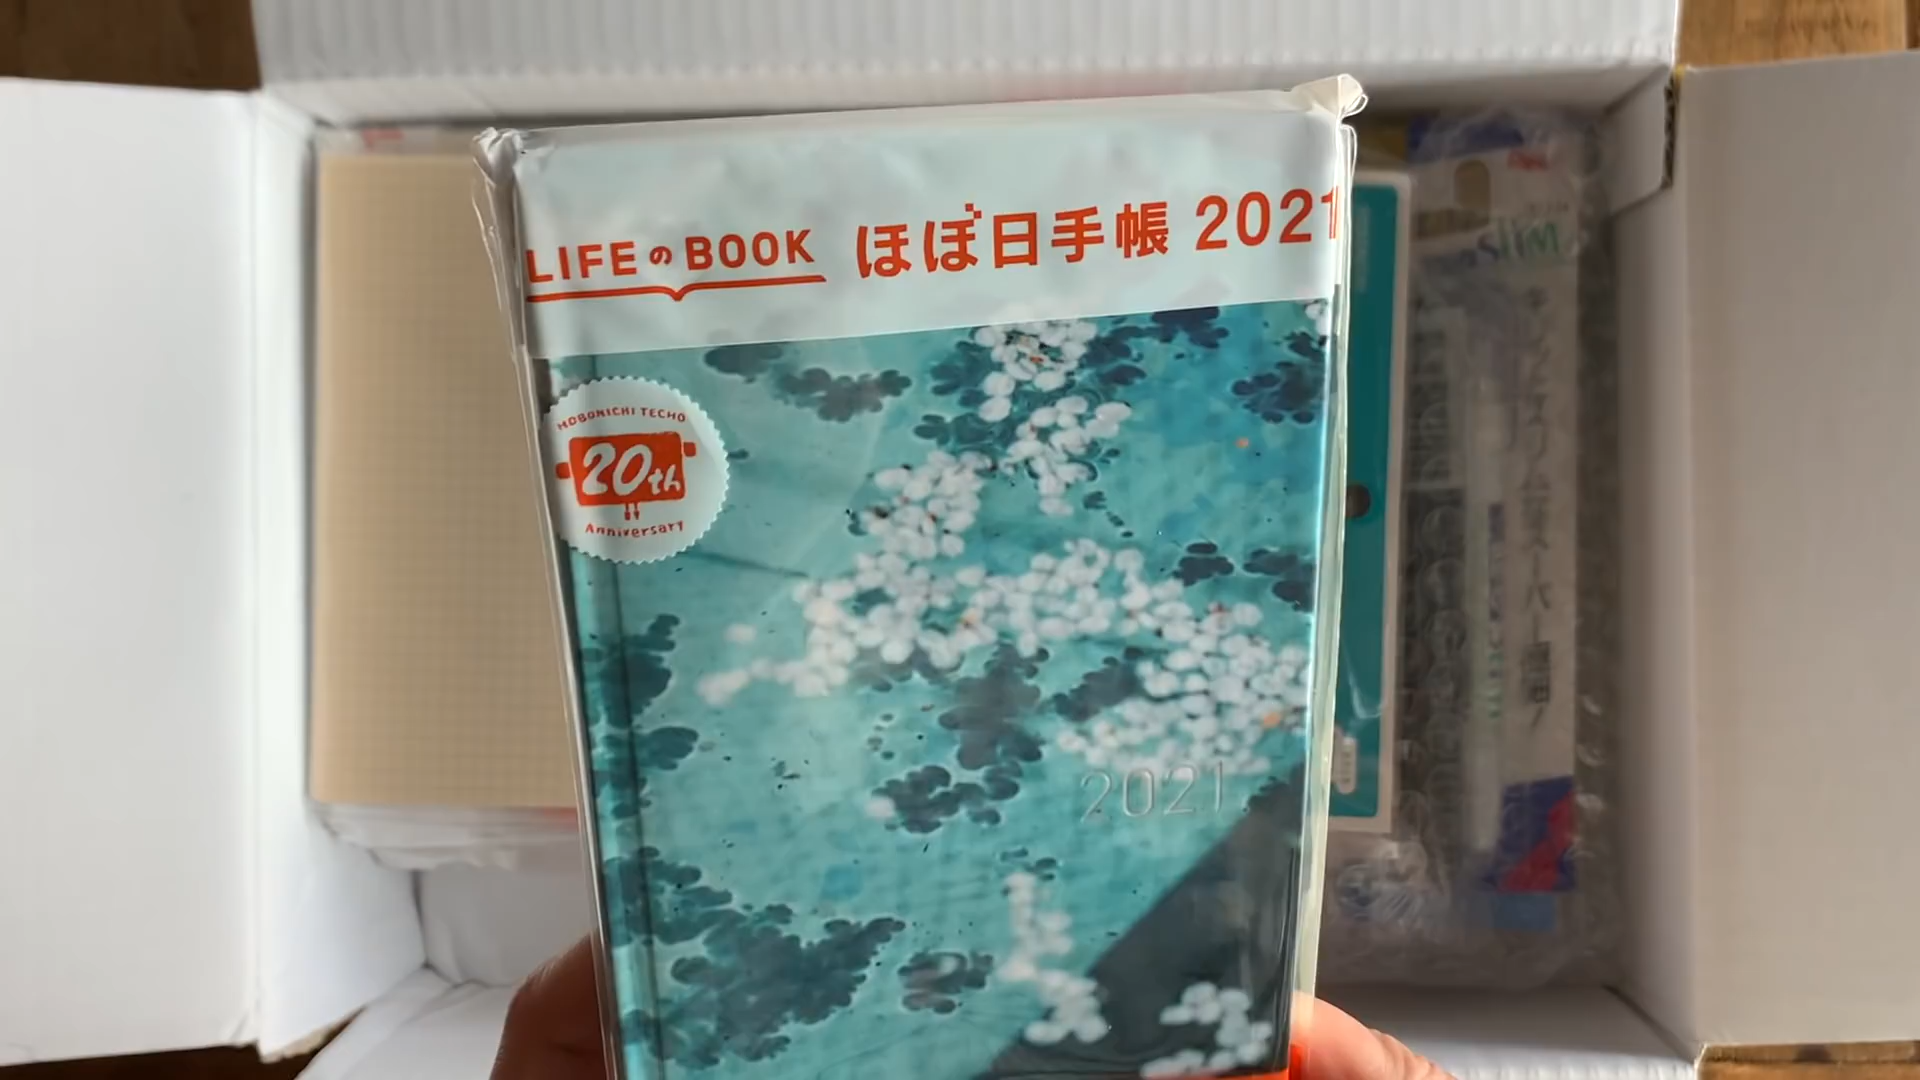 LIFEのBOOK ほぼ日手帳 2021
HOBONICHI TECHO
20th
Anniversary
2021
slim